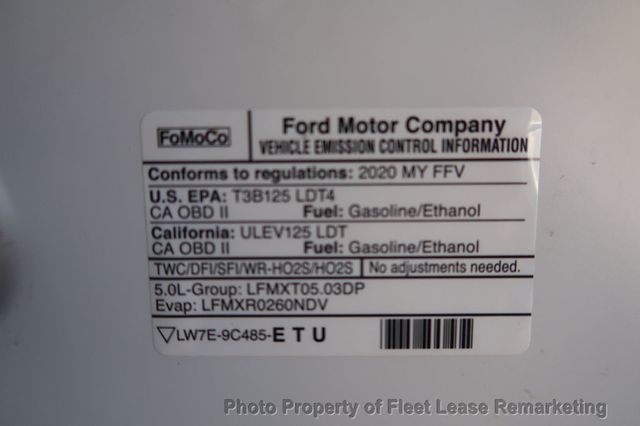 FoMoCo
Ford Motor Company
VEHICLE EMISSION CONTROL INFORMATION
Conforms to regulations: 2020 MY FFV
U.S. EPA: T3B125 LDT4
CA OBD II Fuel: Gasoline/Ethanol
California: ULEV125 LDT
CA OBD II Fuel: Gasoline/Ethanol
TWC/DFI/SFI/WR-HO2S/HO2S No adjustments needed.
5.0L-Group: LFMXT05.03DP
Evap: LFMXR0260NDV
LW7E-9C485-E T U
Photo Property of Fleet Lease Remarketing